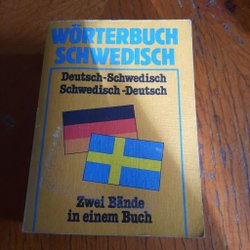 WÖRTERBUCH
SCHWEDISCH
Deutsch-Schwedisch
Schwedisch-Deutsch
Zwei Bände
in einem Buch